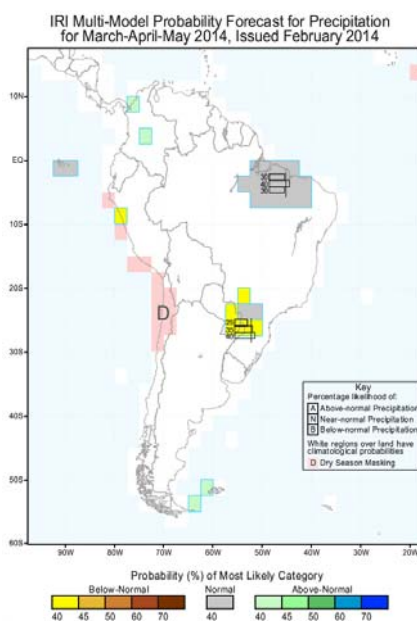 IRI Multi-Model Probability Forecast for Precipitation
for March-April-May 2014, Issued February 2014
10N
EQ
10S
20S
D
30S
40S
50S
60S
Key
Percentage likelihood of:
A Above-normal Precipitation
N Near-normal Precipitation
B Below-normal Precipitation
White regions over land have
climatological probabilities
D Dry Season Masking
90W 80W 70W 60W 50W 40W 30W 20W
Probability (%) of Most Likely Category
Below-Normal Normal Above-Normal
40 45 50 60 70 40 40 45 50 60 70